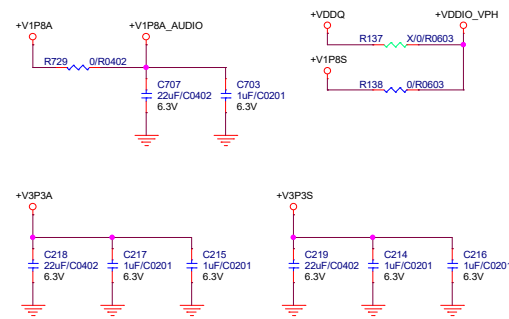 +V1P8A
+V1P8A_AUDIO
R729
0/R0402
C707
22uF/C0402
6.3V
C703
1uF/C0201
6.3V
+VDDQ
+VDDIO_VPH
R137
X/0/R0603
+V1P8S
R138
0/R0603
+V3P3A
C218
22uF/C0402
6.3V
C217
1uF/C0201
6.3V
C215
1uF/C0201
6.3V
+V3P3S
C219
22uF/C0402
6.3V
C214
1uF/C0201
6.3V
C216
1uF/C0201
6.3V